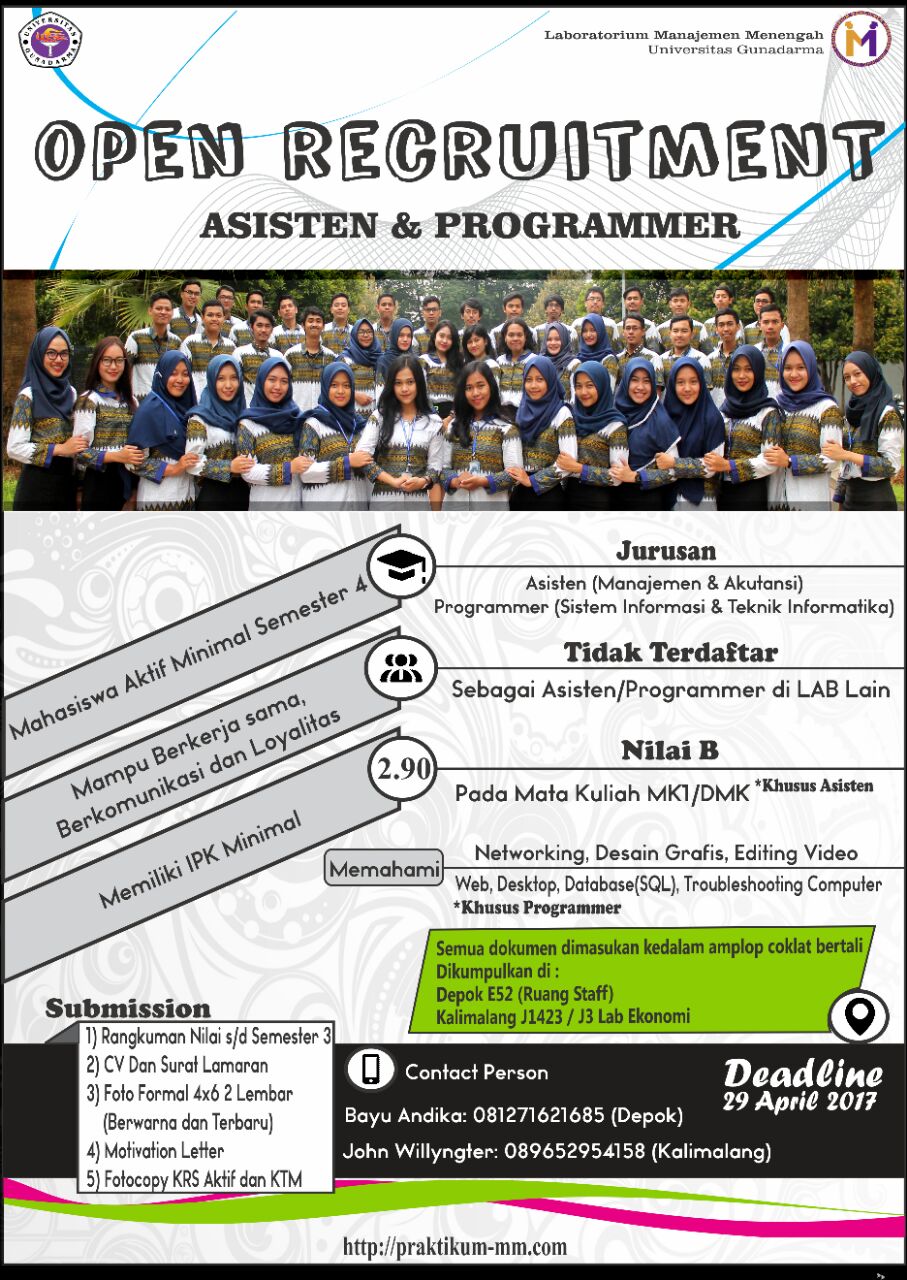 UNIVERSITAS
GUNADARMA
Laboratorium Manajemen Menengah
Universitas Gunadarma
OPEN RECRUITMENT
ASISTEN & PROGRAMMER
Mahasiswa Aktif Minimal Semester 4
Jurusan
Asisten (Manajemen & Akutansi)
Programmer (Sistem Informasi & Teknik Informatika)
Mampu Berkerja sama,
Berkomunikasi dan Loyalitas
Tidak Terdaftar
Sebagai Asisten/Programmer di LAB Lain
Memiliki IPK Minimal
2.90
Nilai B
Pada Mata Kuliah MK1/DMK *Khusus Asisten
Memahami
Networking, Desain Grafis, Editing Video
Web, Desktop, Database(SQL), Troubleshooting Computer
*Khusus Programmer
Semua dokumen dimasukan kedalam amplop coklat bertali
Dikumpulkan di :
Depok E52 (Ruang Staff)
Kalimalang J1423 / J3 Lab Ekonomi
Submission
1) Rangkuman Nilai s/d Semester 3
2) CV Dan Surat Lamaran
3) Foto Formal 4x6 2 Lembar
(Berwarna dan Terbaru)
4) Motivation Letter
5) Fotocopy KRS Aktif dan KTM
Contact Person
Bayu Andika: 081271621685 (Depok)
John Willyngter: 089652954158 (Kalimalang)
Deadline
29 April 2017
http://praktikum-mm.com